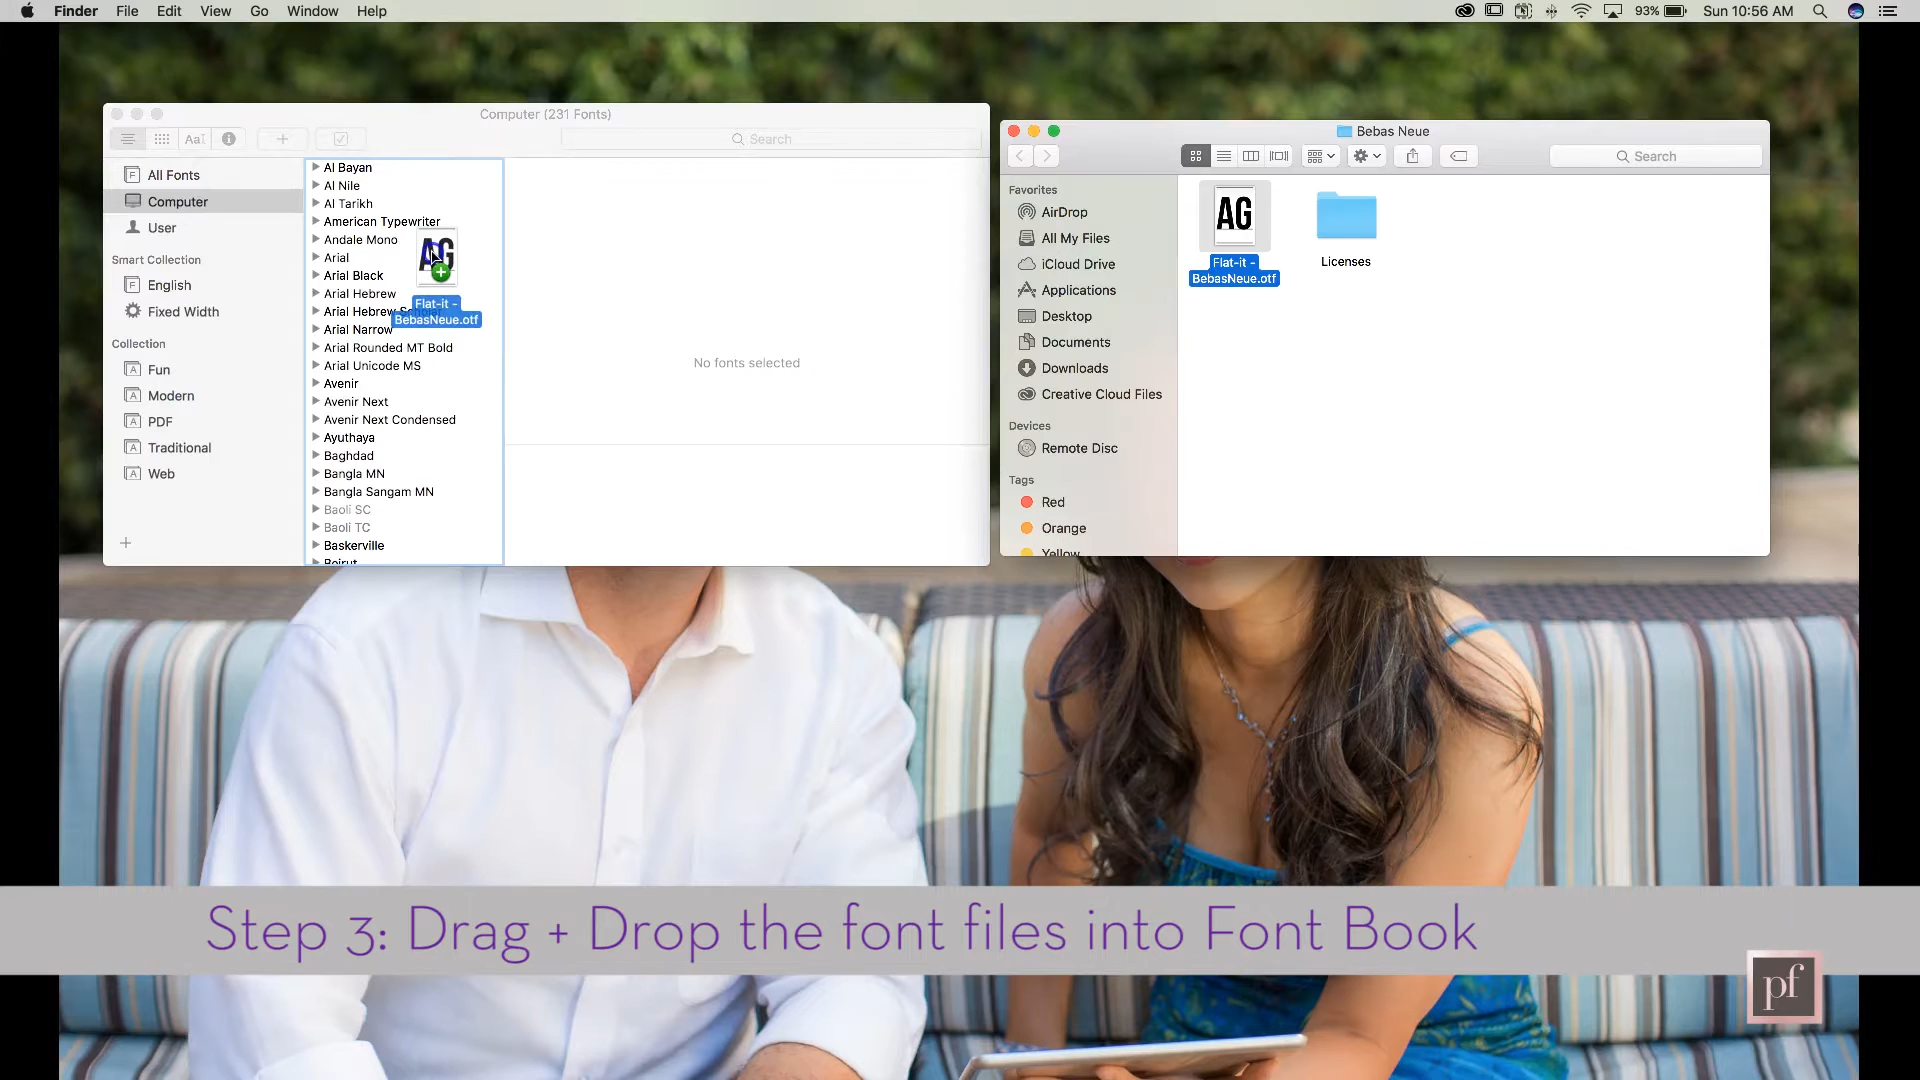 Finder File Edit View Go Window Help
93% Sun 10:56 AM
Computer (231 Fonts)
Search
All Fonts
Computer
User
Smart Collection
English
Fixed Width
Collection
Fun
Modern
PDF
Traditional
Web
Al Bayan
Al Nile
Al Tarikh
American Typewriter
Andale Mono
Arial
Arial Black
Arial Hebrew
Arial Hebrew Scholar
Arial Narrow
Arial Rounded MT Bold
Arial Unicode MS
Avenir
Avenir Next
Avenir Next Condensed
Ayuthaya
Baghdad
Bangla MN
Bangla Sangam MN
Baoli SC
Baoli TC
Baskerville
Beirut
AG
Flat-it -
BebasNeue.otf
No fonts selected
Bebas Neue
Search
Favorites
AirDrop
All My Files
iCloud Drive
Applications
Desktop
Documents
Downloads
Creative Cloud Files
Devices
Remote Disc
Tags
Red
Orange
Yellow
AG
Flat-it -
BebasNeue.otf
Licenses
Step 3: Drag + Drop the font files into Font Book
pf